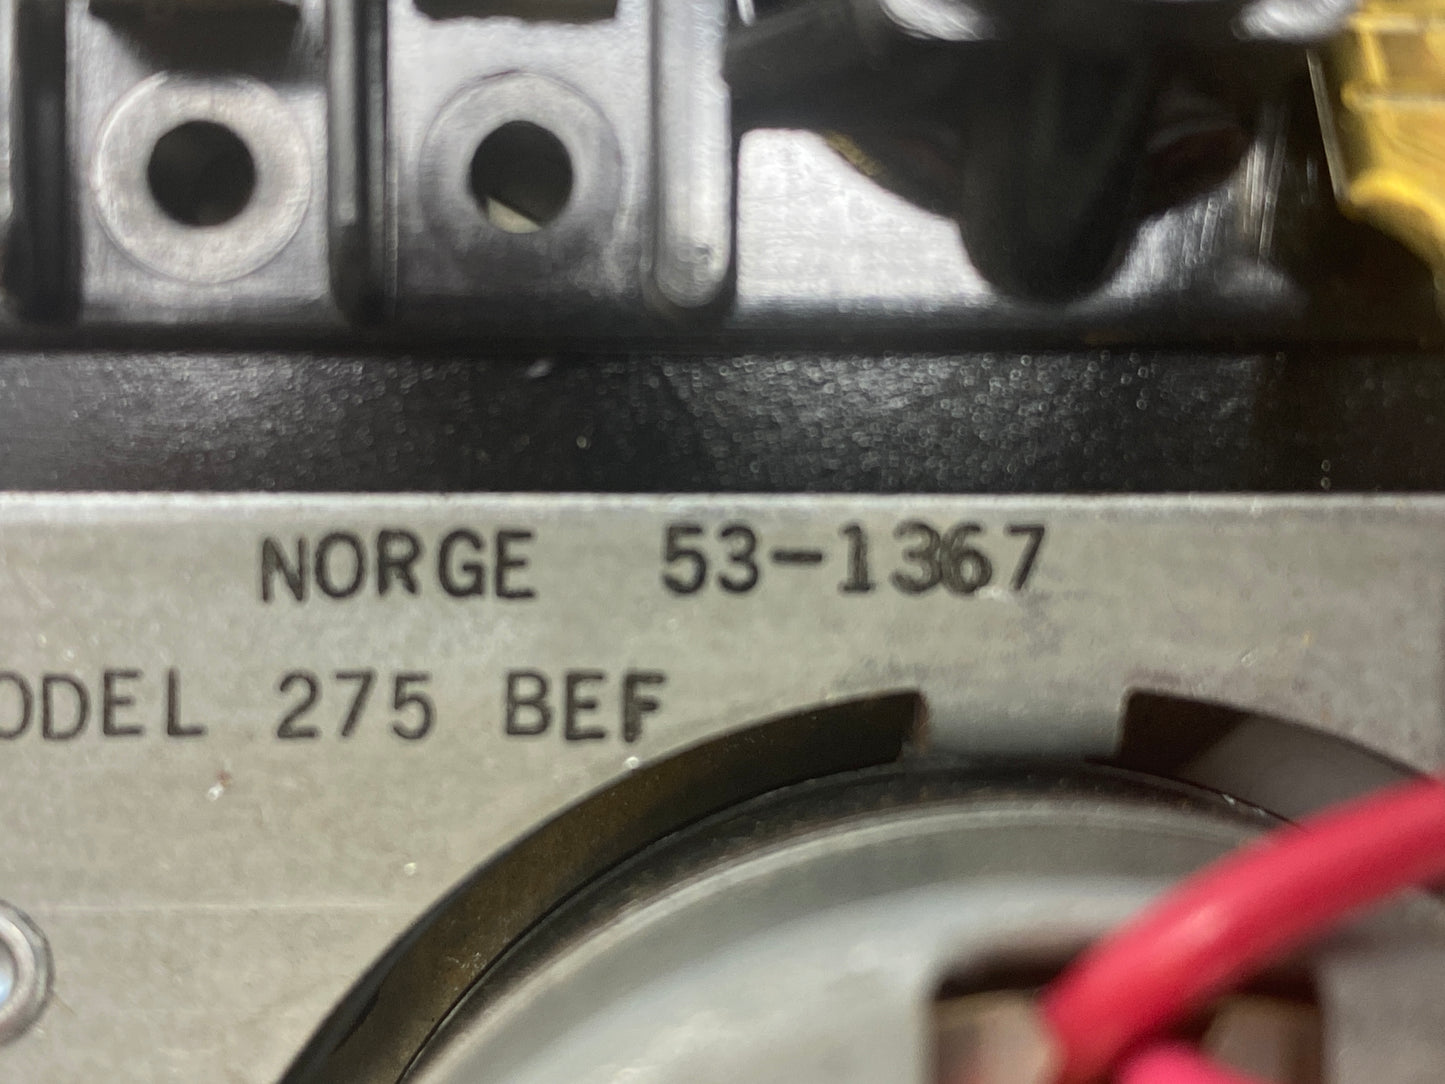 NORGE 53-1367
ODEL 275 BEF